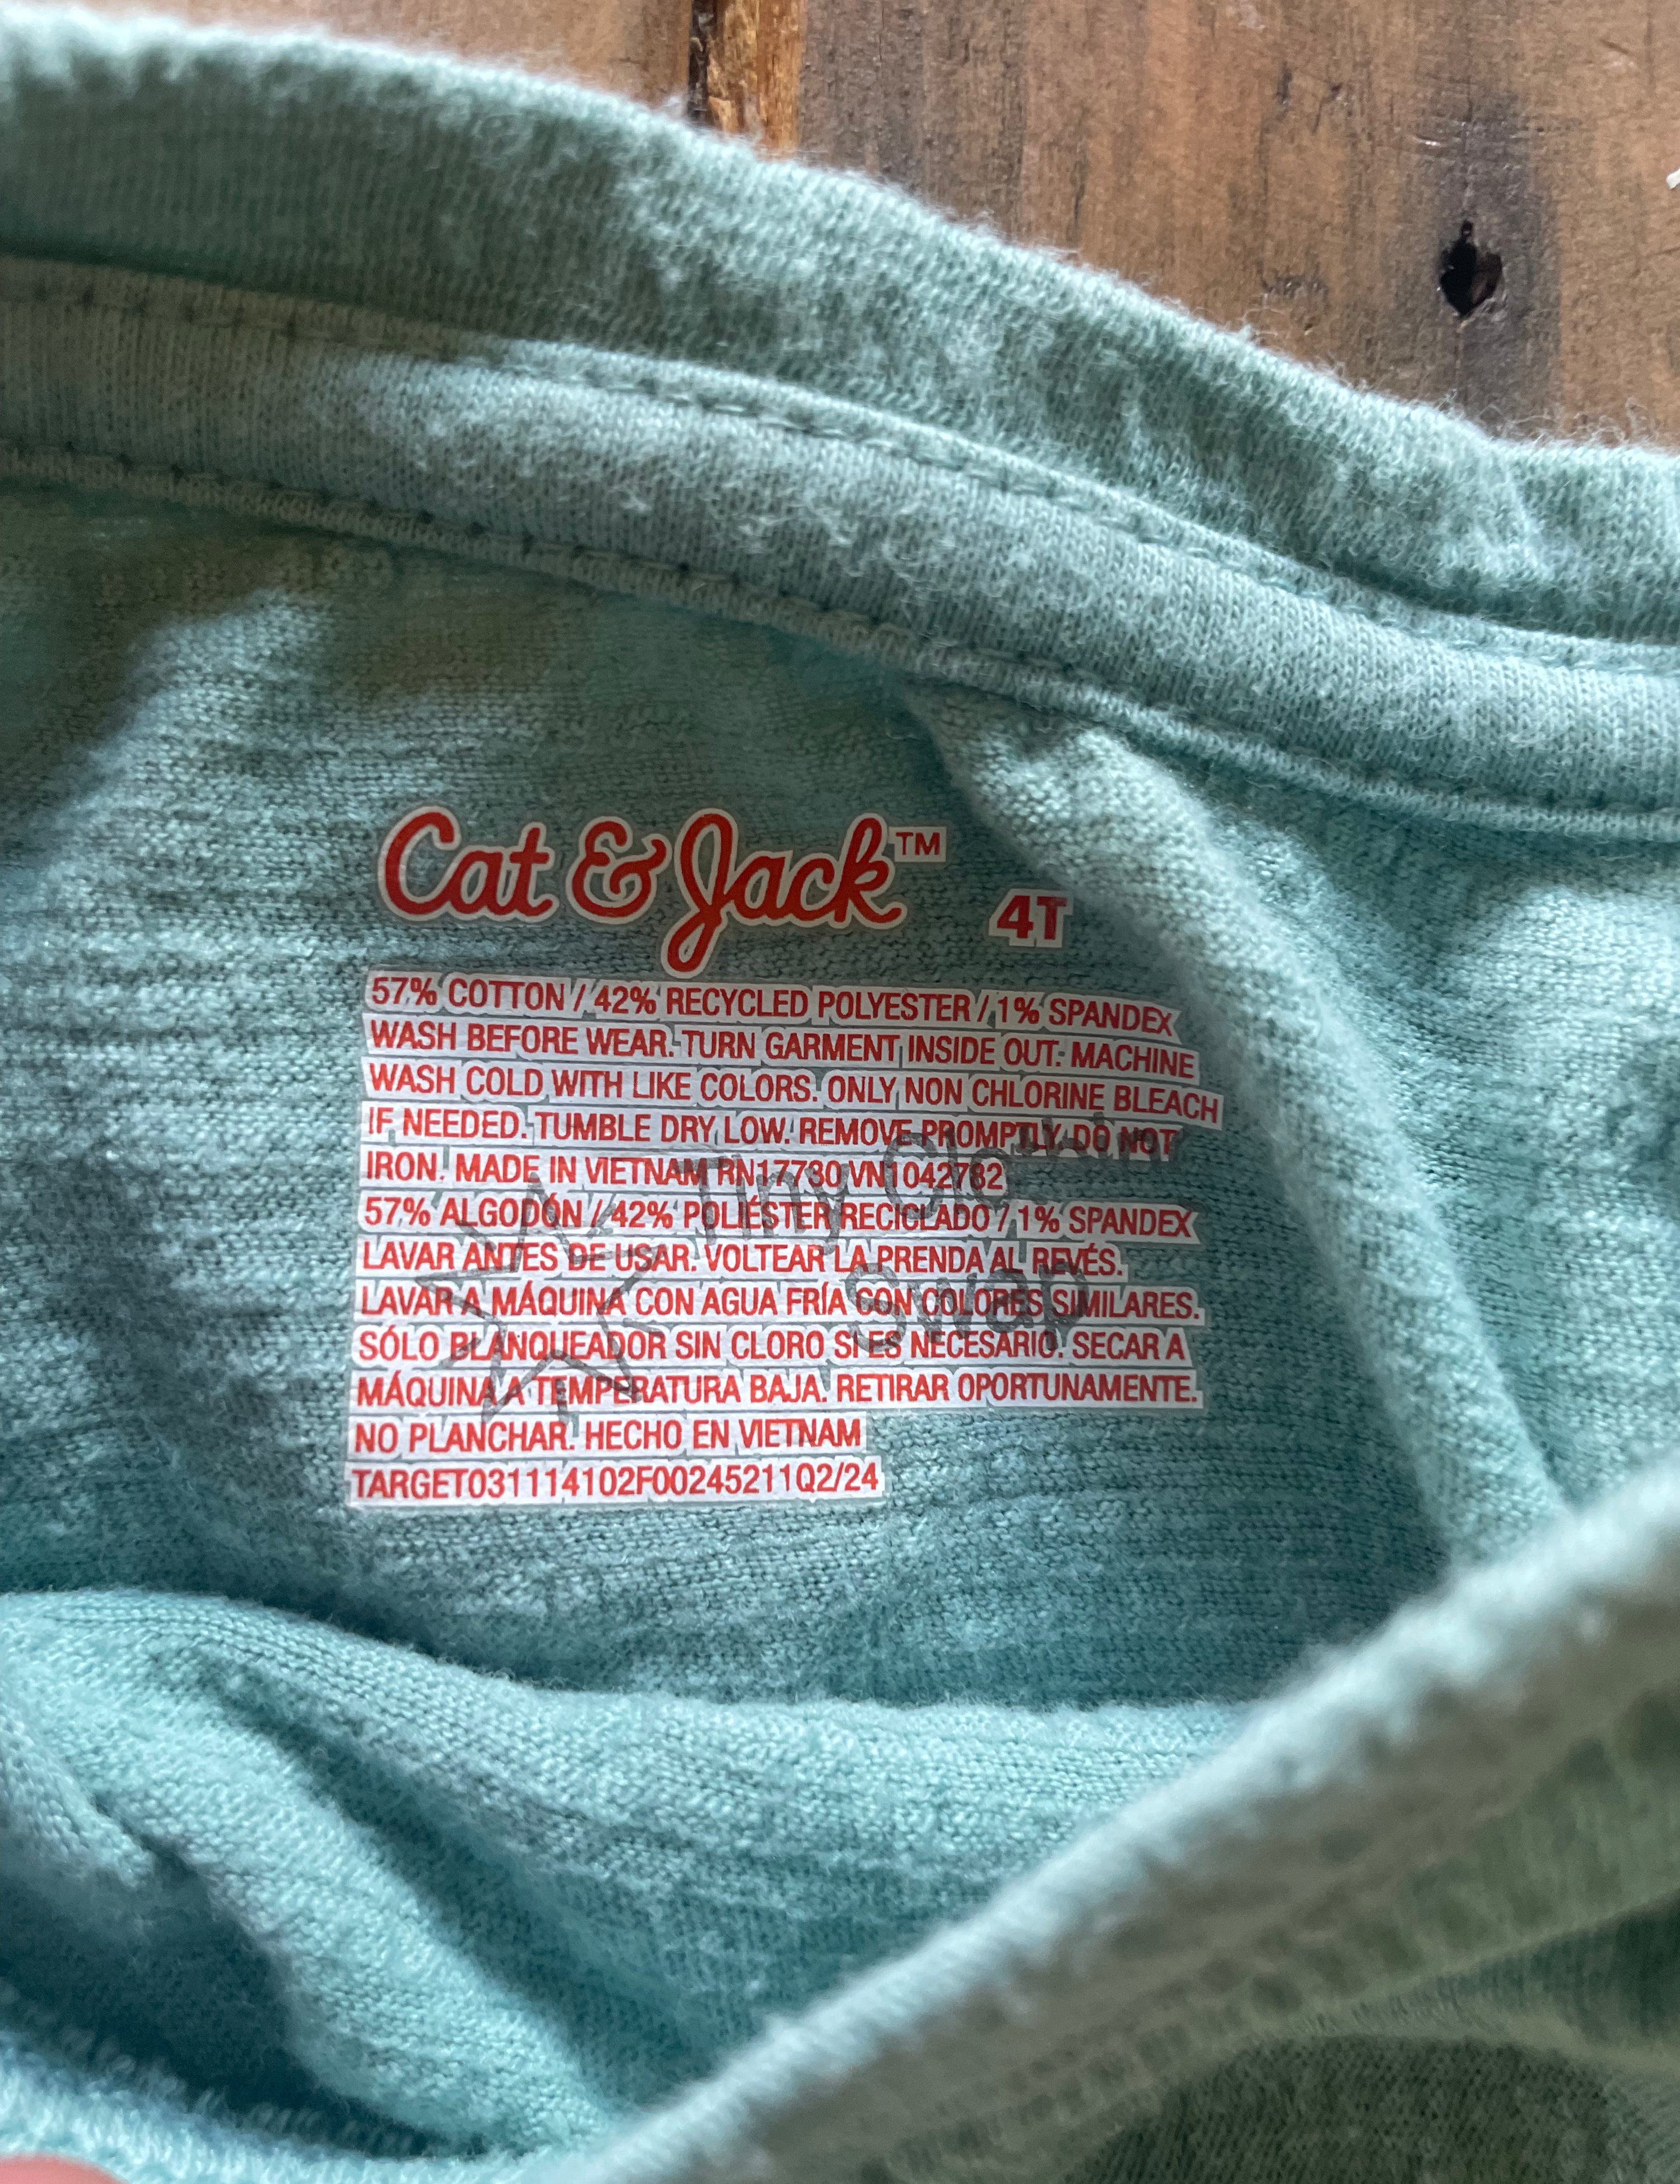 Cat & Jack™ 4T
57% COTTON / 42% RECYCLED POLYESTER / 1% SPANDEX
WASH BEFORE WEAR. TURN GARMENT INSIDE OUT. MACHINE
WASH COLD WITH LIKE COLORS. ONLY NON CHLORINE BLEACH
IF NEEDED. TUMBLE DRY LOW. REMOVE PROMPTLY. DO NOT
IRON. MADE IN VIETNAM RN17730 VN1042782
57% ALGODÓN / 42% POLIÉSTER RECICLADO / 1% SPANDEX
LAVAR ANTES DE USAR. VOLTEAR LA PRENDA AL REVÉS.
LAVAR A MÁQUINA CON AGUA FRÍA CON COLORES SIMILARES.
SÓLO BLANQUEADOR SIN CLORO SI ES NECESARIO. SECAR A
MÁQUINA A TEMPERATURA BAJA. RETIRAR OPORTUNAMENTE.
NO PLANCHAR. HECHO EN VIETNAM
TARGET031114102F00245211Q2/24
Tiny
Swap